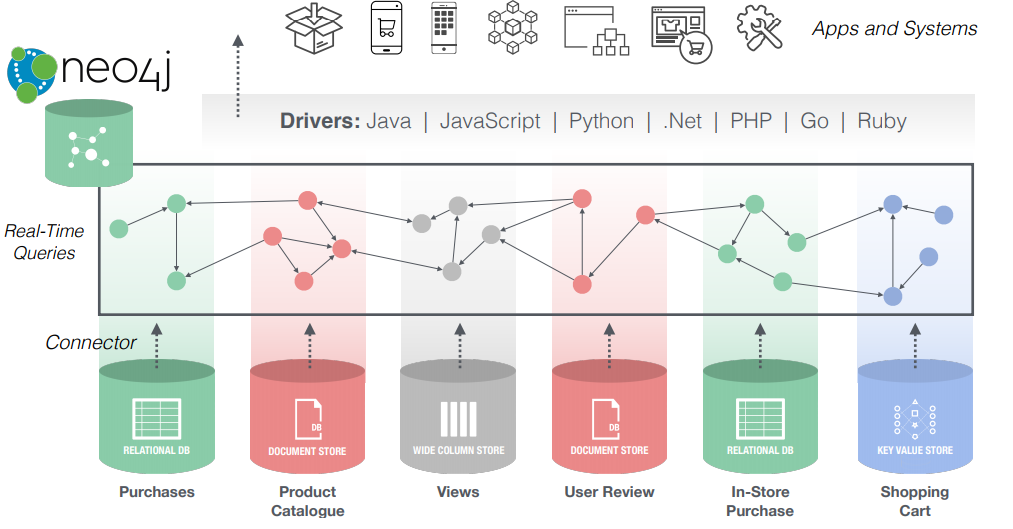 Apps and Systems
neo4j
Drivers: Java | JavaScript | Python | .Net | PHP | Go | Ruby
Real-Time
Queries
Connector
RELATIONAL DB
DOCUMENT STORE
WIDE COLUMN STORE
DOCUMENT STORE
RELATIONAL DB
KEY VALUE STORE
DB
DB
Purchases
Product
Catalogue
Views
User Review
In-Store
Purchase
Shopping
Cart